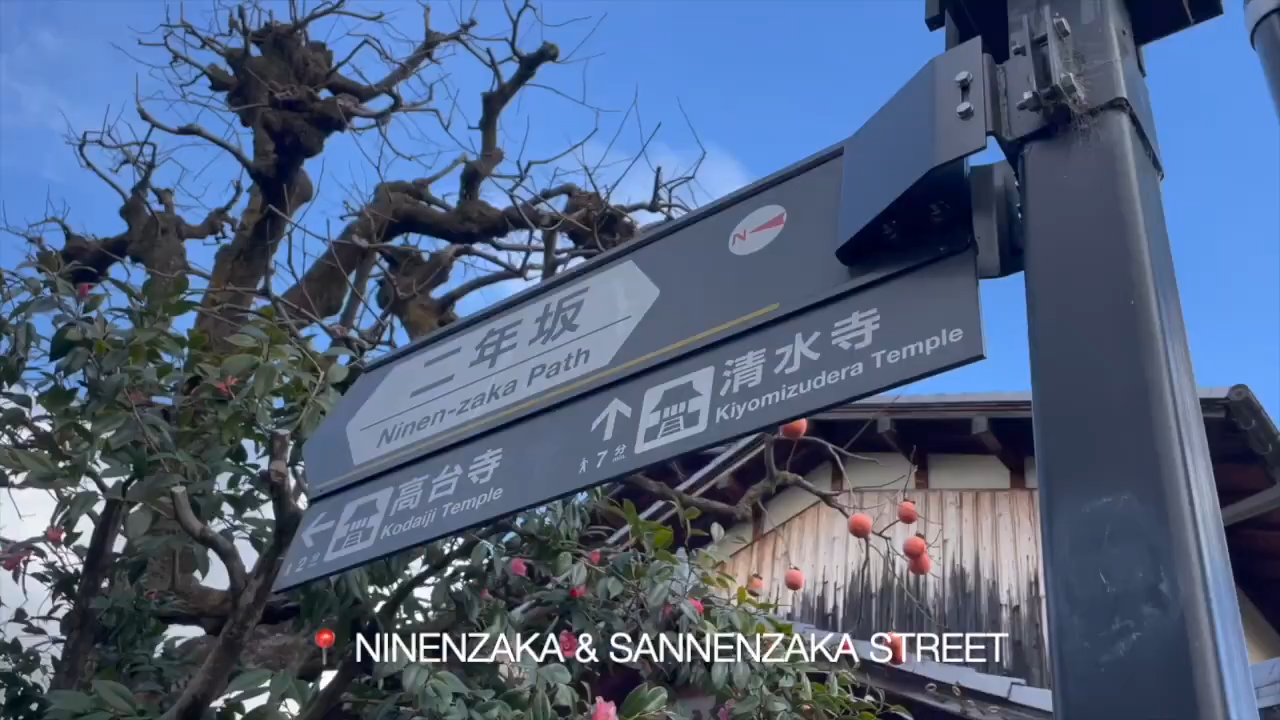 N
二年坂
Ninen-zaka Path
清水寺
Kiyomizudera Temple
7分
高台寺
Kodaiji Temple
2分
NINENZAKA & SANNENZAKA STREET